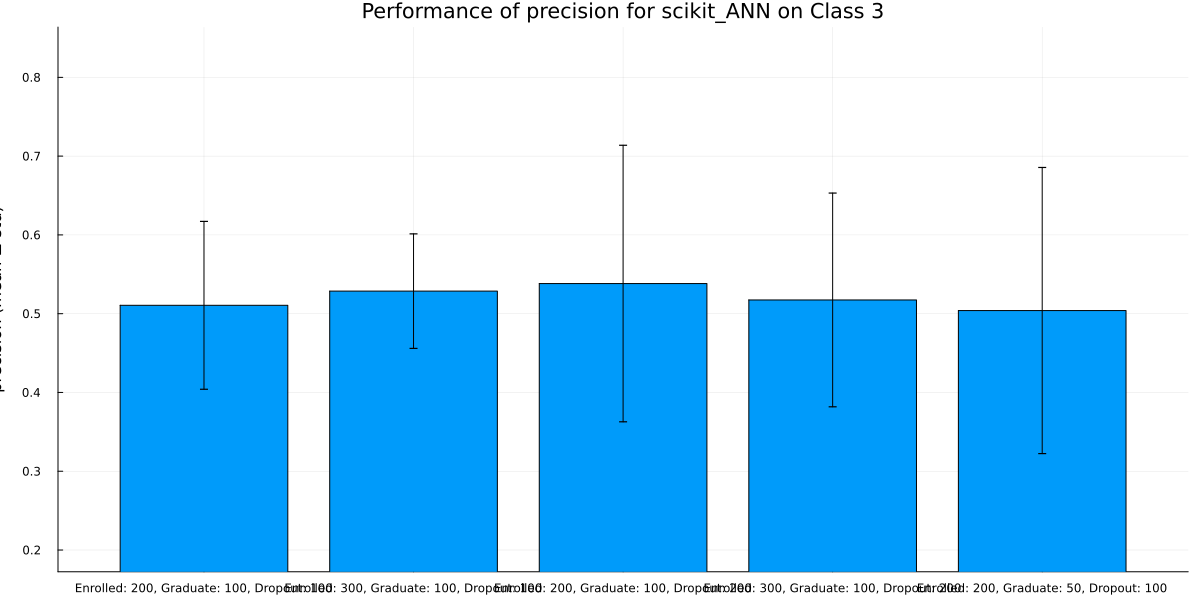 Performance of precision for scikit_ANN on Class 3
0.8
0.7
0.6
0.5
0.4
0.3
0.2
Enrolled: 200, Graduate: 100, Dropout: 100
Enrolled: 300, Graduate: 100, Dropout: 100
Enrolled: 200, Graduate: 100, Dropout: 200
Enrolled: 300, Graduate: 100, Dropout: 200
Enrolled: 200, Graduate: 50, Dropout: 100